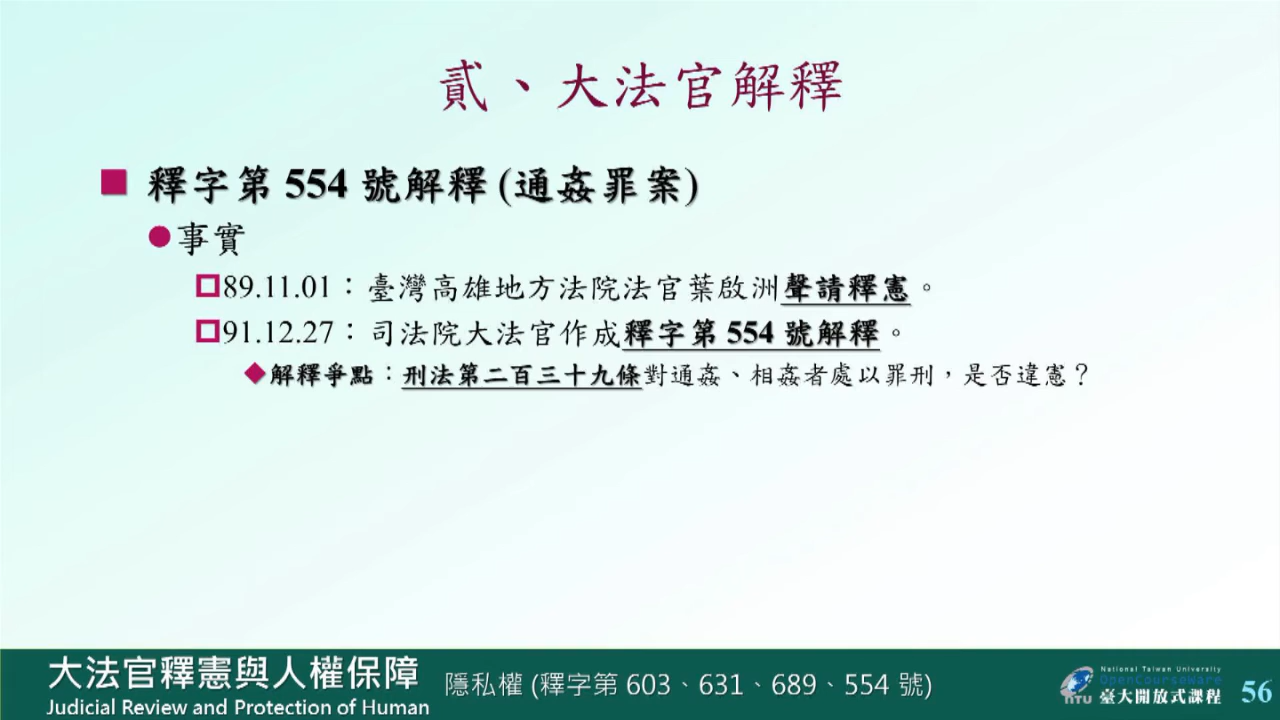 貳、大法官解釋
釋字第 554 號解釋 (通姦罪案)
事實
89.11.01：臺灣高雄地方法院法官葉啟洲聲請釋憲。
91.12.27：司法院大法官作成釋字第 554 號解釋。
解釋爭點：刑法第二百三十九條對通姦、相姦者處以罪刑，是否違憲？
大法官釋憲與人權保障
Judicial Review and Protection of Human
隱私權 (釋字第 603、631、689、554 號)
National Taiwan University
OpenCourseware
NTU 臺大開放式課程
56